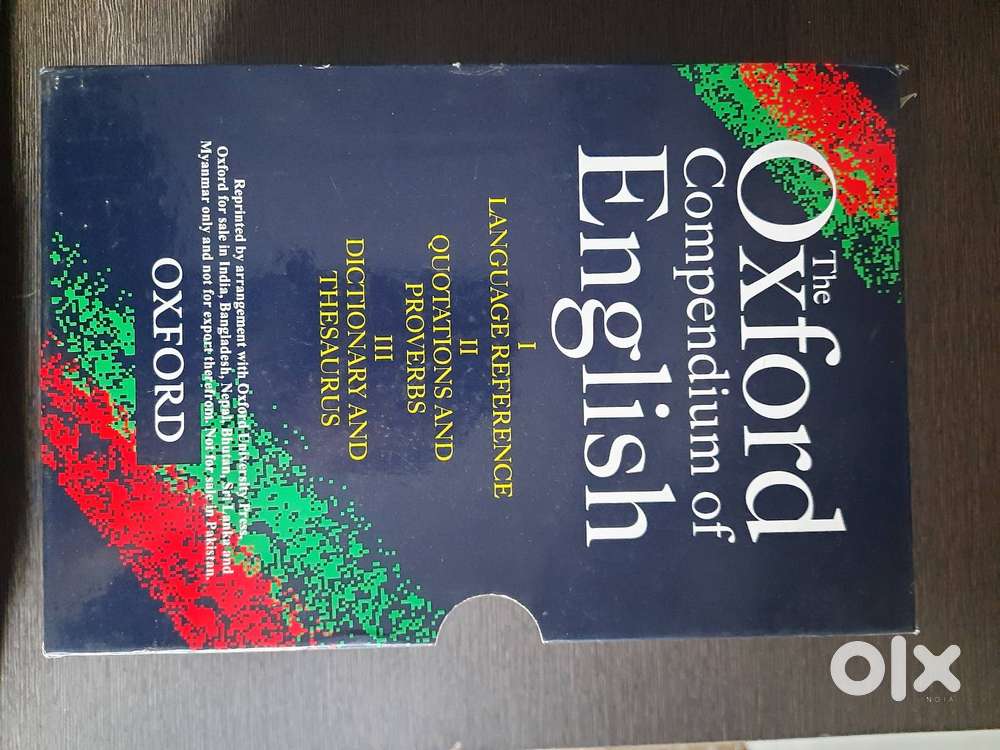 The
Oxford
Compendium of
English
I
LANGUAGE REFERENCE
II
QUOTATIONS AND
PROVERBS
III
DICTIONARY AND
THESAURUS
OXFORD
Reprinted by arrangement with Oxford University Press,
Oxford for sale in India, Bangladesh, Nepal, Bhutan, Sri Lanka and
Myanmar only and not for export therefrom. Not for sale in Pakistan.
olx
INDIA